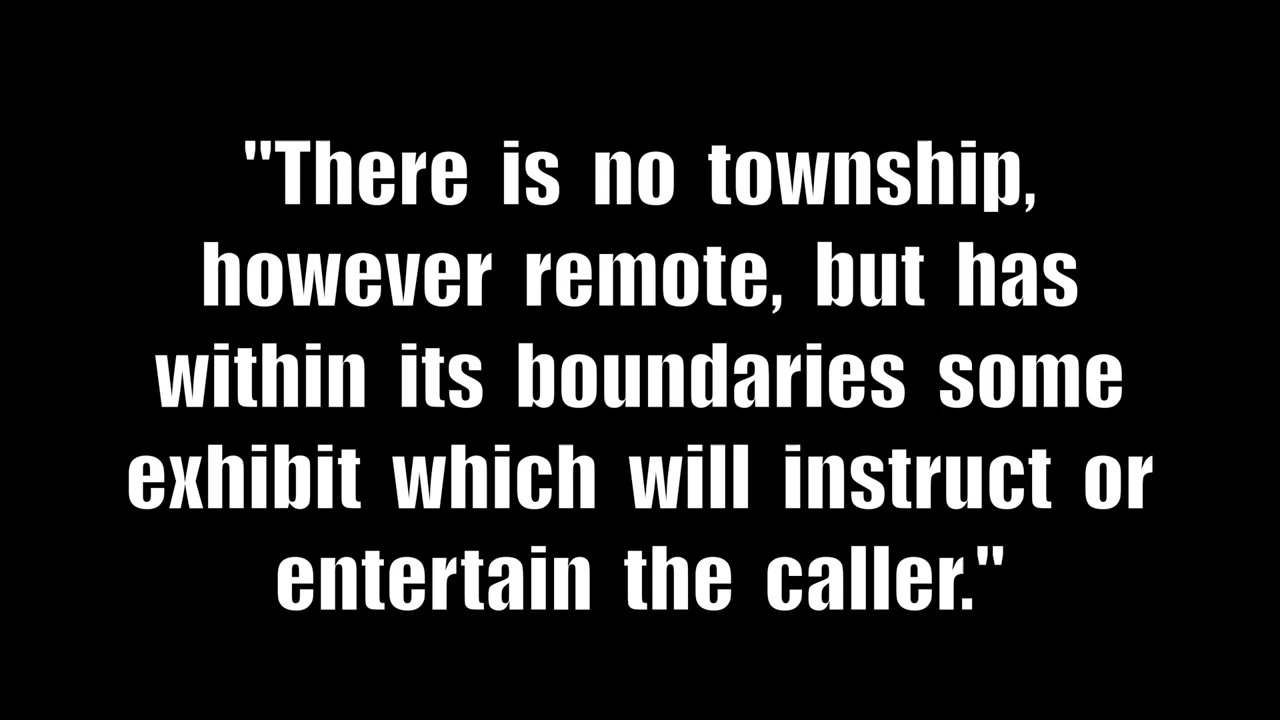 "There is no township,
however remote, but has
within its boundaries some
exhibit which will instruct or
entertain the caller."